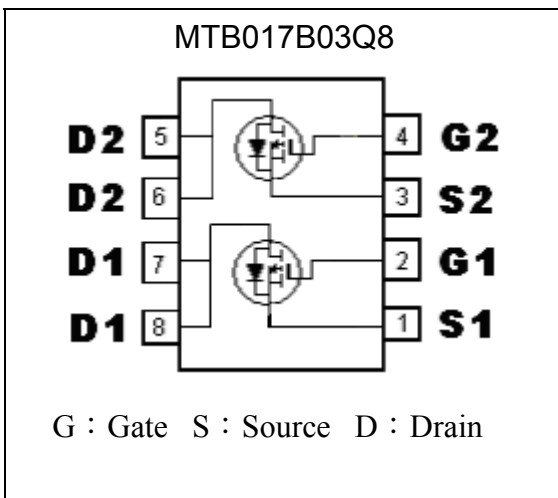 MTB017B03Q8
D2 5 4 G2
D2 6 3 S2
D1 7 2 G1
D1 8 1 S1
G：Gate S：Source D：Drain